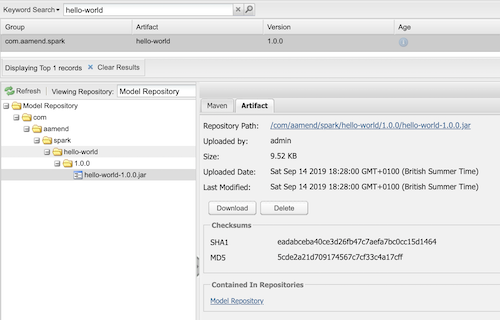 Keyword Search hello-world
Group Artifact Version Age
com.aamend.spark hello-world 1.0.0
Displaying Top 1 records Clear Results
Refresh Viewing Repository: Model Repository
Model Repository
com
aamend
spark
hello-world
1.0.0
hello-world-1.0.0.jar
Maven Artifact
Repository Path: /com/aamend/spark/hello-world/1.0.0/hello-world-1.0.0.jar
Uploaded by: admin
Size: 9.52 KB
Uploaded Date: Sat Sep 14 2019 18:28:00 GMT+0100 (British Summer Time)
Last Modified: Sat Sep 14 2019 18:28:00 GMT+0100 (British Summer Time)
Download Delete
Checksums
SHA1 eadabceba40ce3d26fb47c7aefa7bc0cc15d1464
MD5 5cde2a21d709174567c7cf33c4a17cff
Contained In Repositories
Model Repository